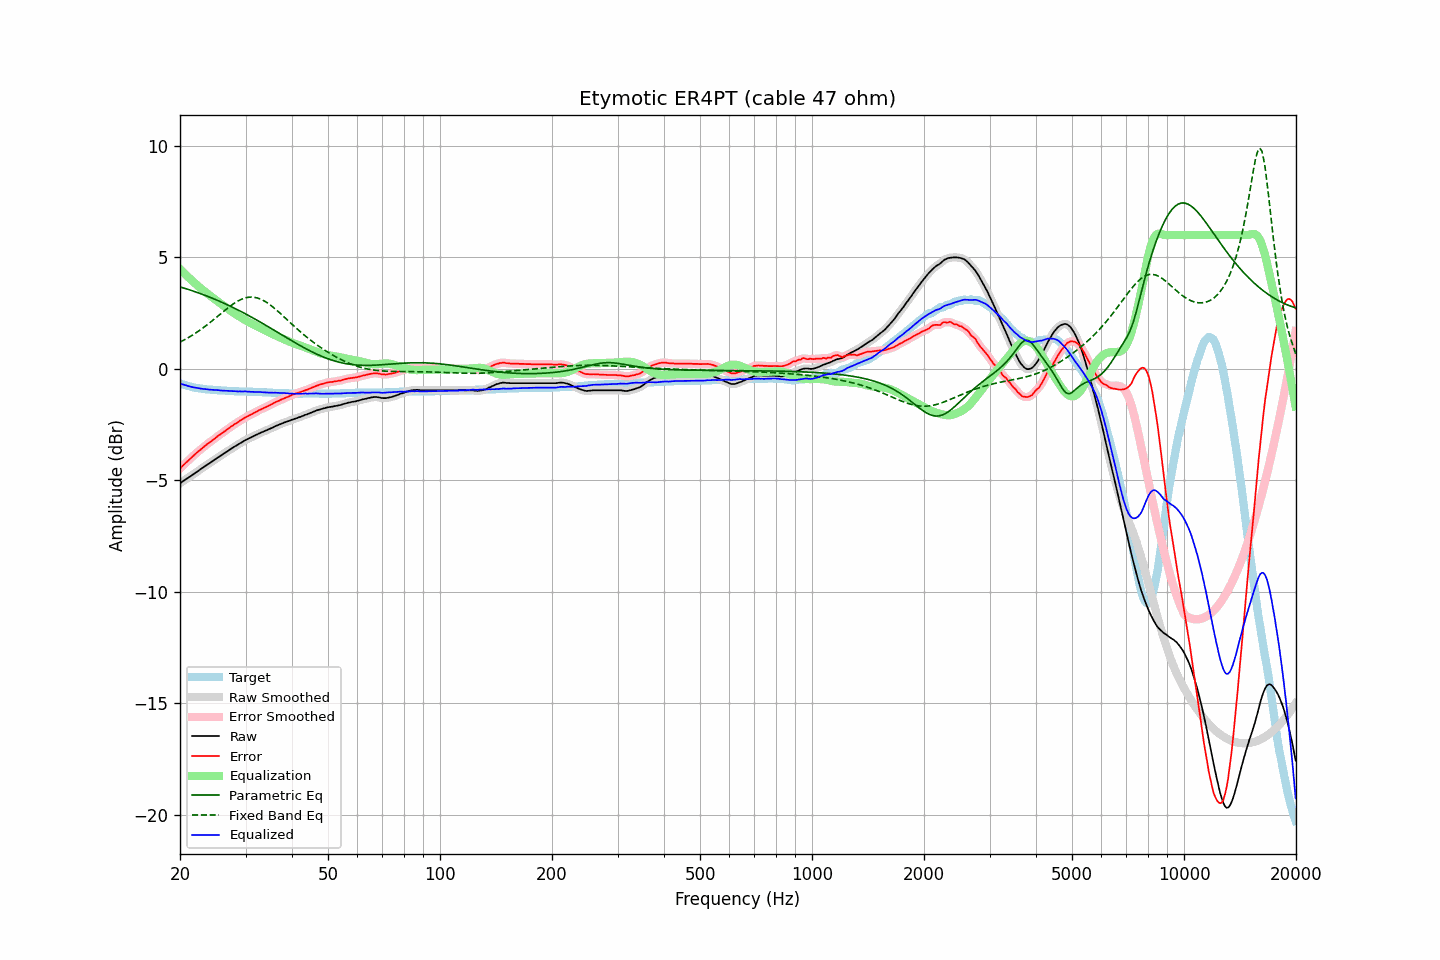 Etymotic ER4PT (cable 47 ohm)
Amplitude (dBr)
10
5
0
−5
−10
−15
−20
Target
Raw Smoothed
Error Smoothed
Raw
Error
Equalization
Parametric Eq
Fixed Band Eq
Equalized
20 50 100 200 500 1000 2000 5000 10000 20000
Frequency (Hz)